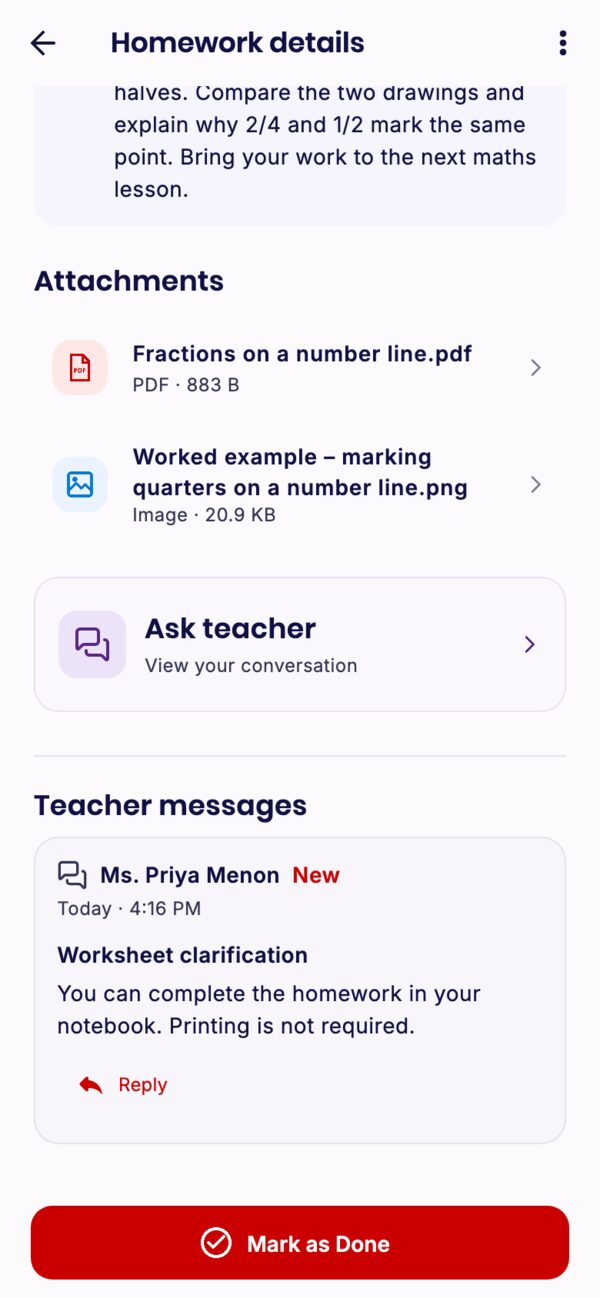 Homework details
halves. Compare the two drawings and
explain why 2/4 and 1/2 mark the same
point. Bring your work to the next maths
lesson.
Attachments
PDF
Fractions on a number line.pdf
PDF · 883 B
Worked example – marking
quarters on a number line.png
Image · 20.9 KB
Ask teacher
View your conversation
Teacher messages
Ms. Priya Menon New
Today · 4:16 PM
Worksheet clarification
You can complete the homework in your
notebook. Printing is not required.
Reply
Mark as Done